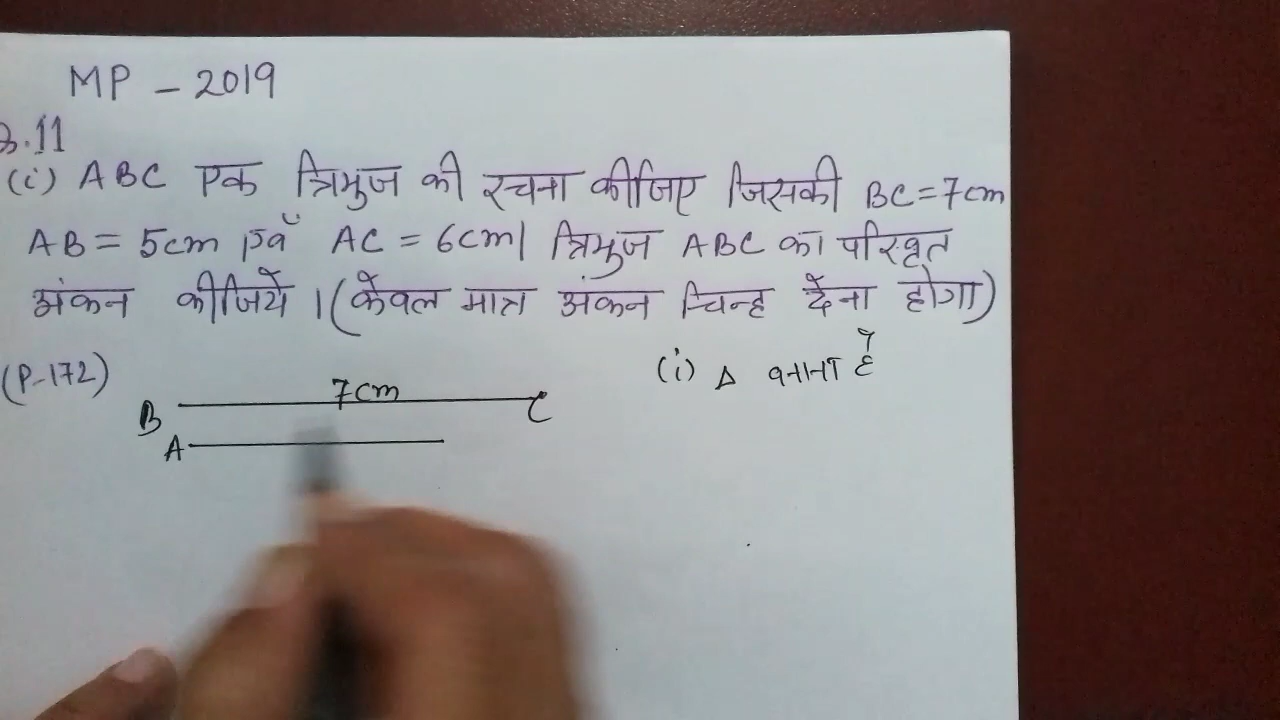 MP - 2019
3.11
(i) ABC एक त्रिभुज की रचना कीजिए जिसकी BC=7cm
AB = 5cm एवं AC = 6cm। त्रिभुज ABC का परिवृत
अंकन कीजिये । (केवल मात्र अंकन चिन्ह देना होगा)
(P-172)
(i) Δ बनाना है
7cm
B C
A